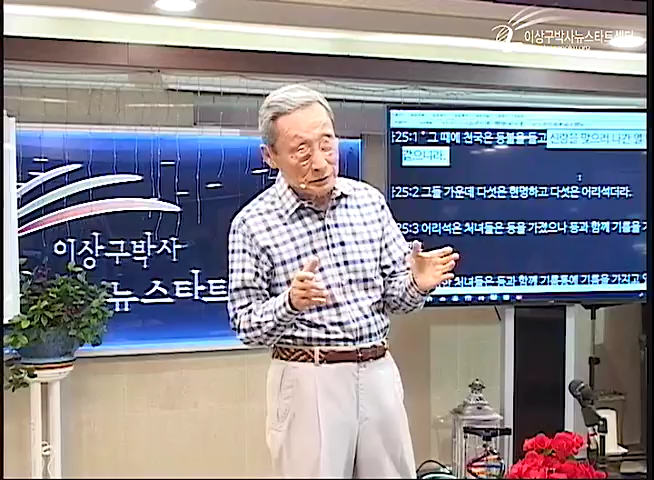 이상구박사뉴스타트센터
25:1 "그 때에 천국은 등불을 들고 신랑을 맞으러 나간 열
같으니라.
25:2 그들 가운데 다섯은 현명하고 다섯은 어리석더라.
25:3 어리석은 처녀들은 등을 가졌으나 등과 함께 기름을
처녀들은 등과 함께 기름통에 기름을 가지고
이상구박사
뉴스타트